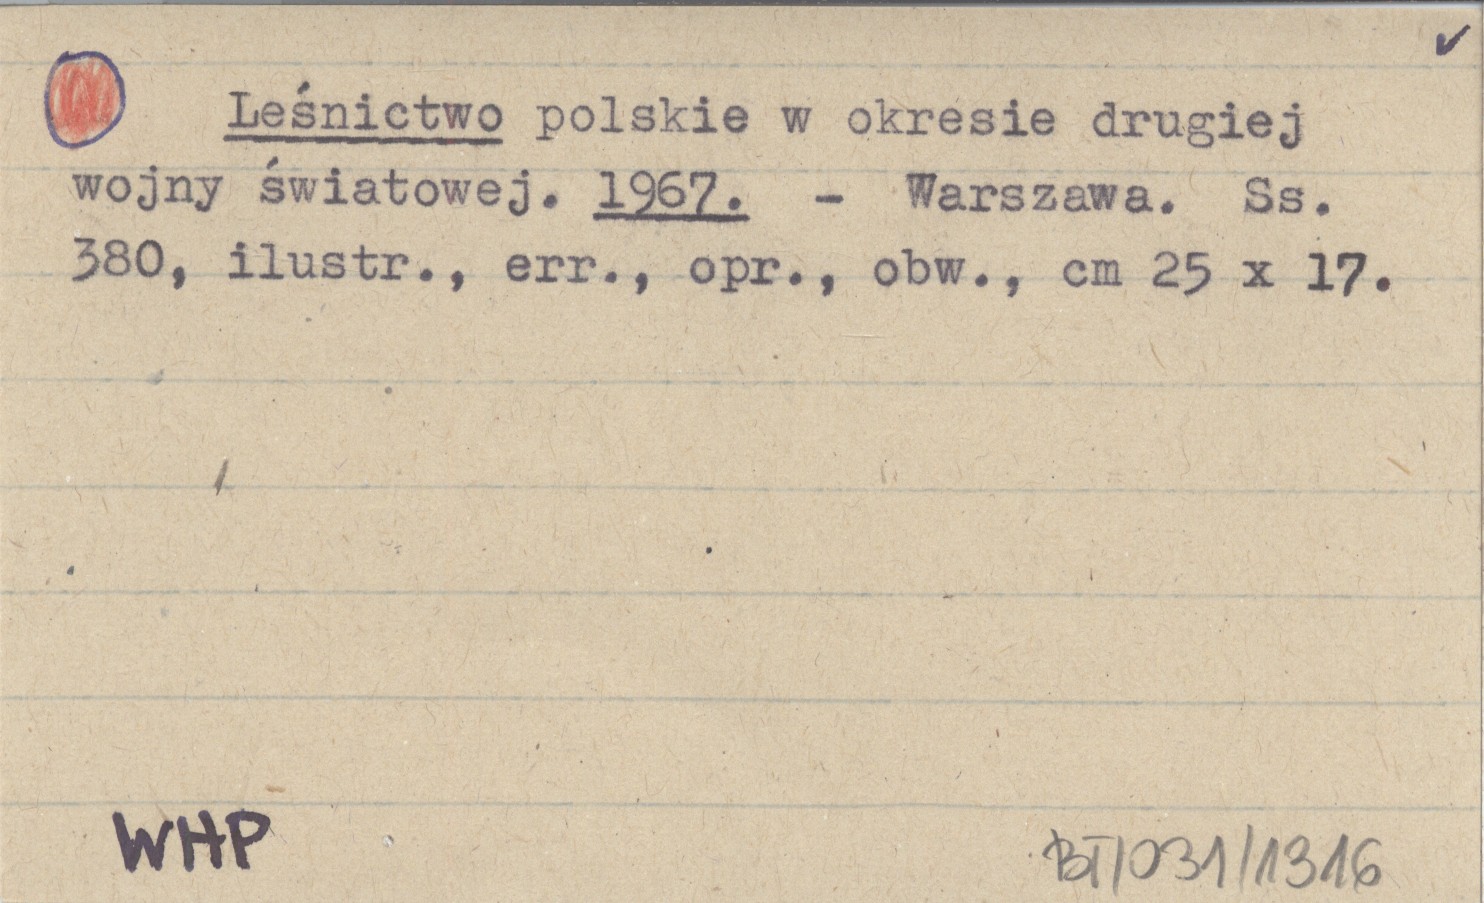 Leśnictwo polskie w okresie drugiej
wojny światowej. 1967. - Warszawa. Ss.
380, ilustr., err., opr., obw., cm 25 x 17.
WHP
BT/031/1316